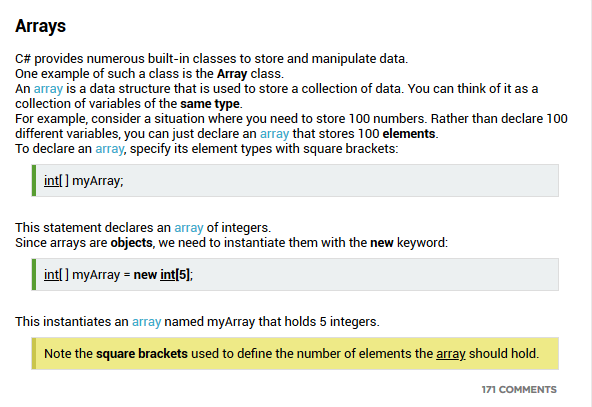 Arrays
C# provides numerous built-in classes to store and manipulate data.
One example of such a class is the Array class.
An array is a data structure that is used to store a collection of data. You can think of it as a
collection of variables of the same type.
For example, consider a situation where you need to store 100 numbers. Rather than declare 100
different variables, you can just declare an array that stores 100 elements.
To declare an array, specify its element types with square brackets:
int[ ] myArray;
This statement declares an array of integers.
Since arrays are objects, we need to instantiate them with the new keyword:
int[ ] myArray = new int[5];
This instantiates an array named myArray that holds 5 integers.
Note the square brackets used to define the number of elements the array should hold.
171 COMMENTS